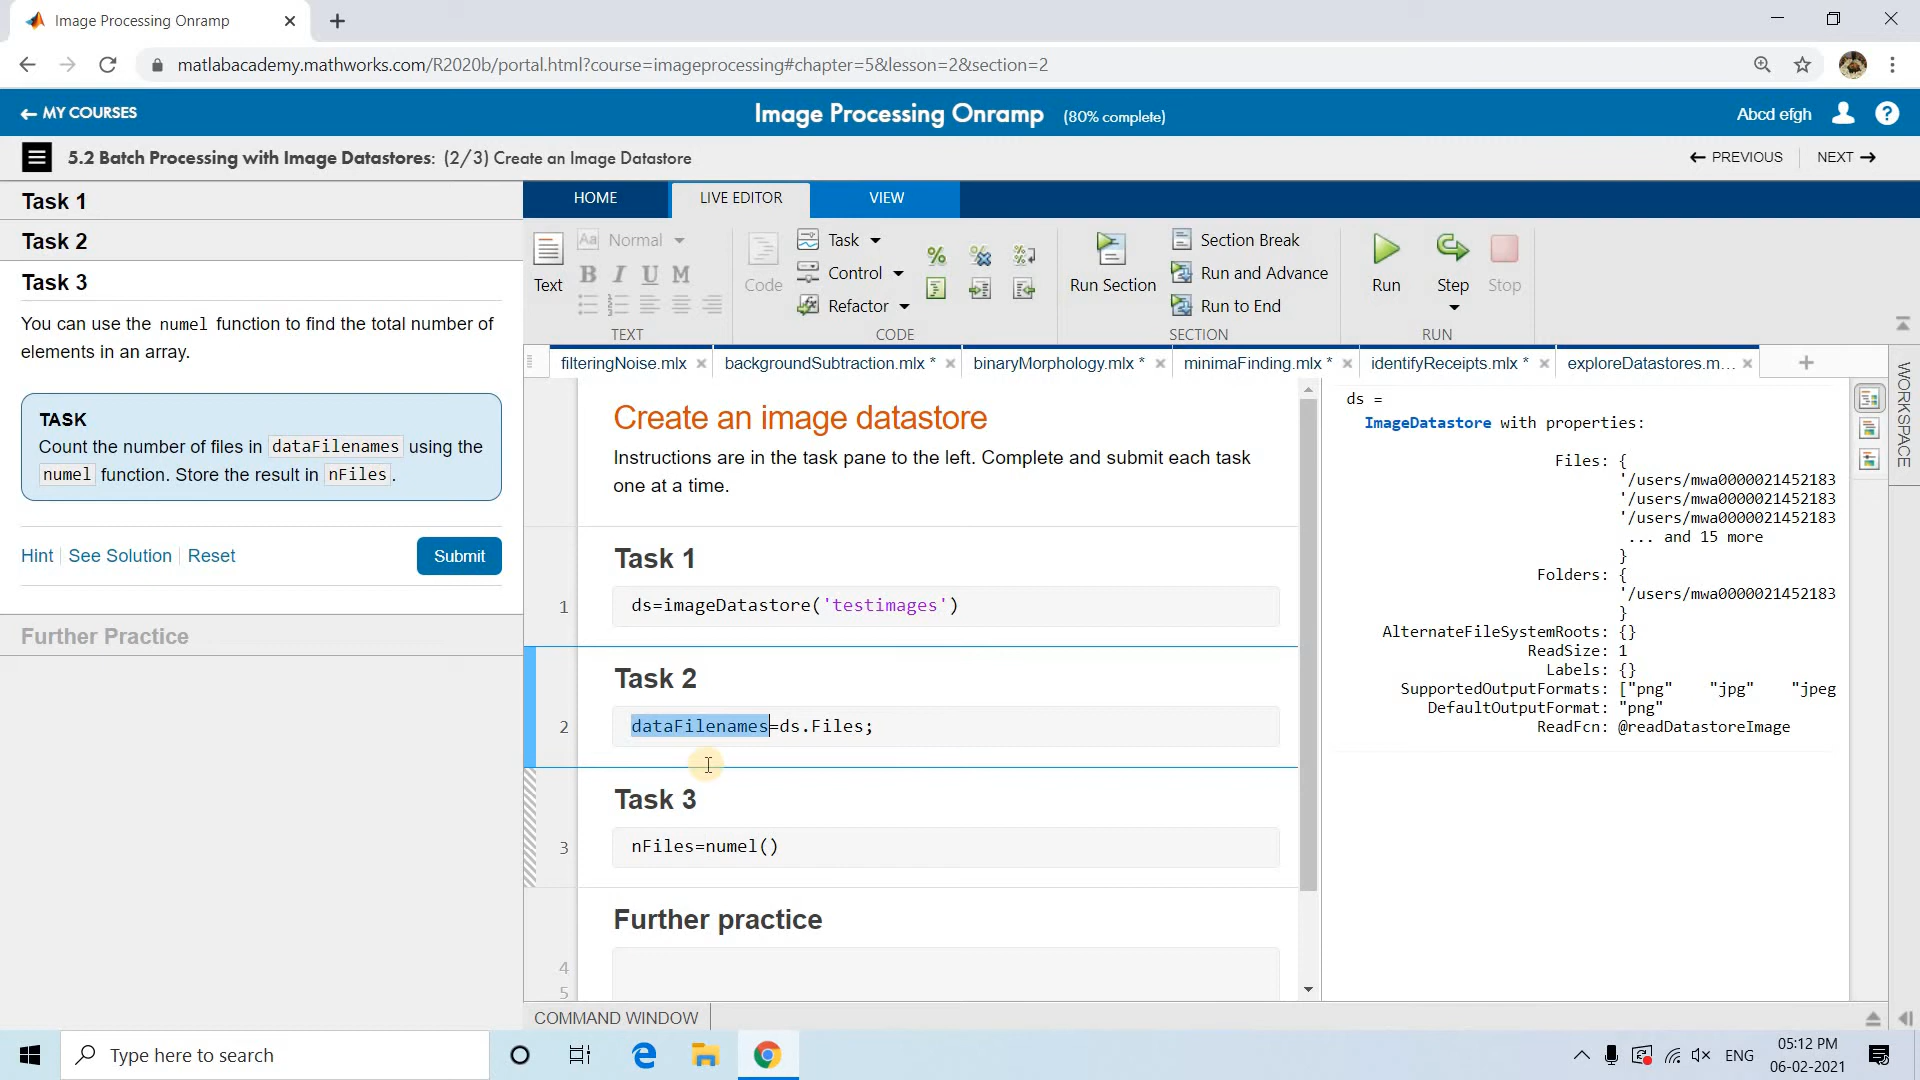 Image Processing Onramp
matlabacademy.mathworks.com/R2020b/portal.html?course=imageprocessing#chapter=5&lesson=2&section=2
MY COURSES
Image Processing Onramp (80% complete)
Abcd efgh
5.2 Batch Processing with Image Datastores: (2/3) Create an Image Datastore
PREVIOUS
NEXT
Task 1
Task 2
Task 3
You can use the numel function to find the total number of
elements in an array.
TASK
Count the number of files in dataFilenames using the
numel function. Store the result in nFiles.
Hint
See Solution
Reset
Submit
Further Practice
HOME
LIVE EDITOR
VIEW
Text
Aa Normal
B I U M
TEXT
Code
Task
Control
Refactor
CODE
Run Section
Section Break
Run and Advance
Run to End
SECTION
Run
Step
Stop
RUN
filteringNoise.mlx
backgroundSubtraction.mlx *
binaryMorphology.mlx *
minimaFinding.mlx *
identifyReceipts.mlx *
exploreDatastores.m...
Create an image datastore
Instructions are in the task pane to the left. Complete and submit each task
one at a time.
Task 1
1 ds=imageDatastore('testimages')
Task 2
2 dataFilenames=ds.Files;
Task 3
3 nFiles=numel()
Further practice
4
5
COMMAND WINDOW
ds =
ImageDatastore with properties:
Files: {
'/users/mwa0000021452183
'/users/mwa0000021452183
'/users/mwa0000021452183
... and 15 more
}
Folders: {
'/users/mwa0000021452183
}
AlternateFileSystemRoots: {}
ReadSize: 1
Labels: {}
SupportedOutputFormats: ["png" "jpg" "jpeg
DefaultOutputFormat: "png"
ReadFcn: @readDatastoreImage
WORKSPACE
Type here to search
ENG
05:12 PM
06-02-2021